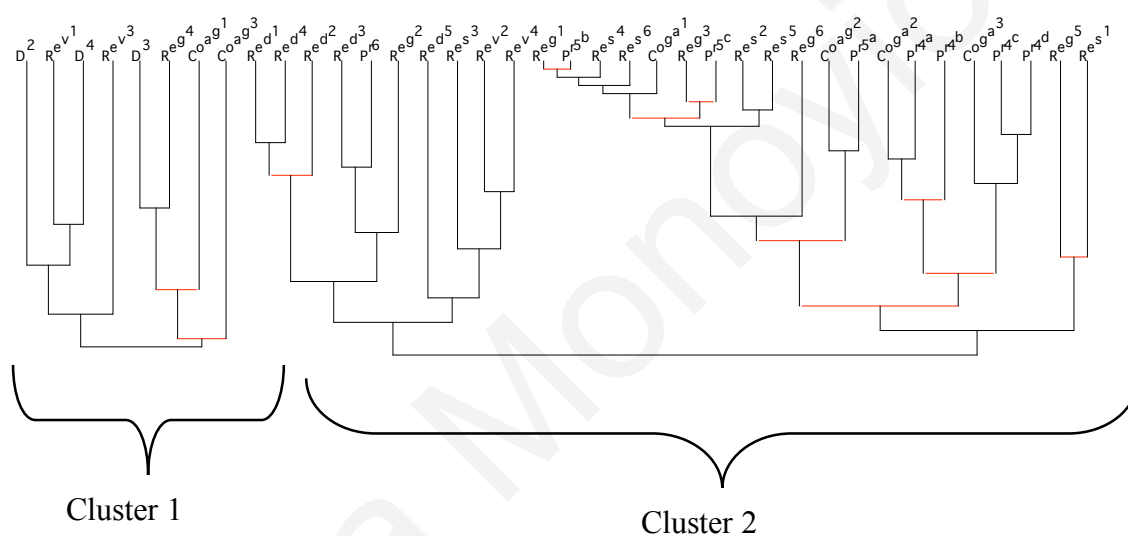 D2 Rev1 D4 Rev3 D3 Reg4 Coag1 Coag3 Red1 Red4 Red2 Red3 Pr6 Reg2 Red5 Res3 Rev2 Rev4 Reg1 Pr5b Res4 Res6 Coga1 Reg3 Pr5c Res2 Res5 Reg6 Coag2 Pr5a Coga2 Pr4a Pr4b Coga3 Pr4c Pr4d Reg5 Res1
Cluster 1
Cluster 2